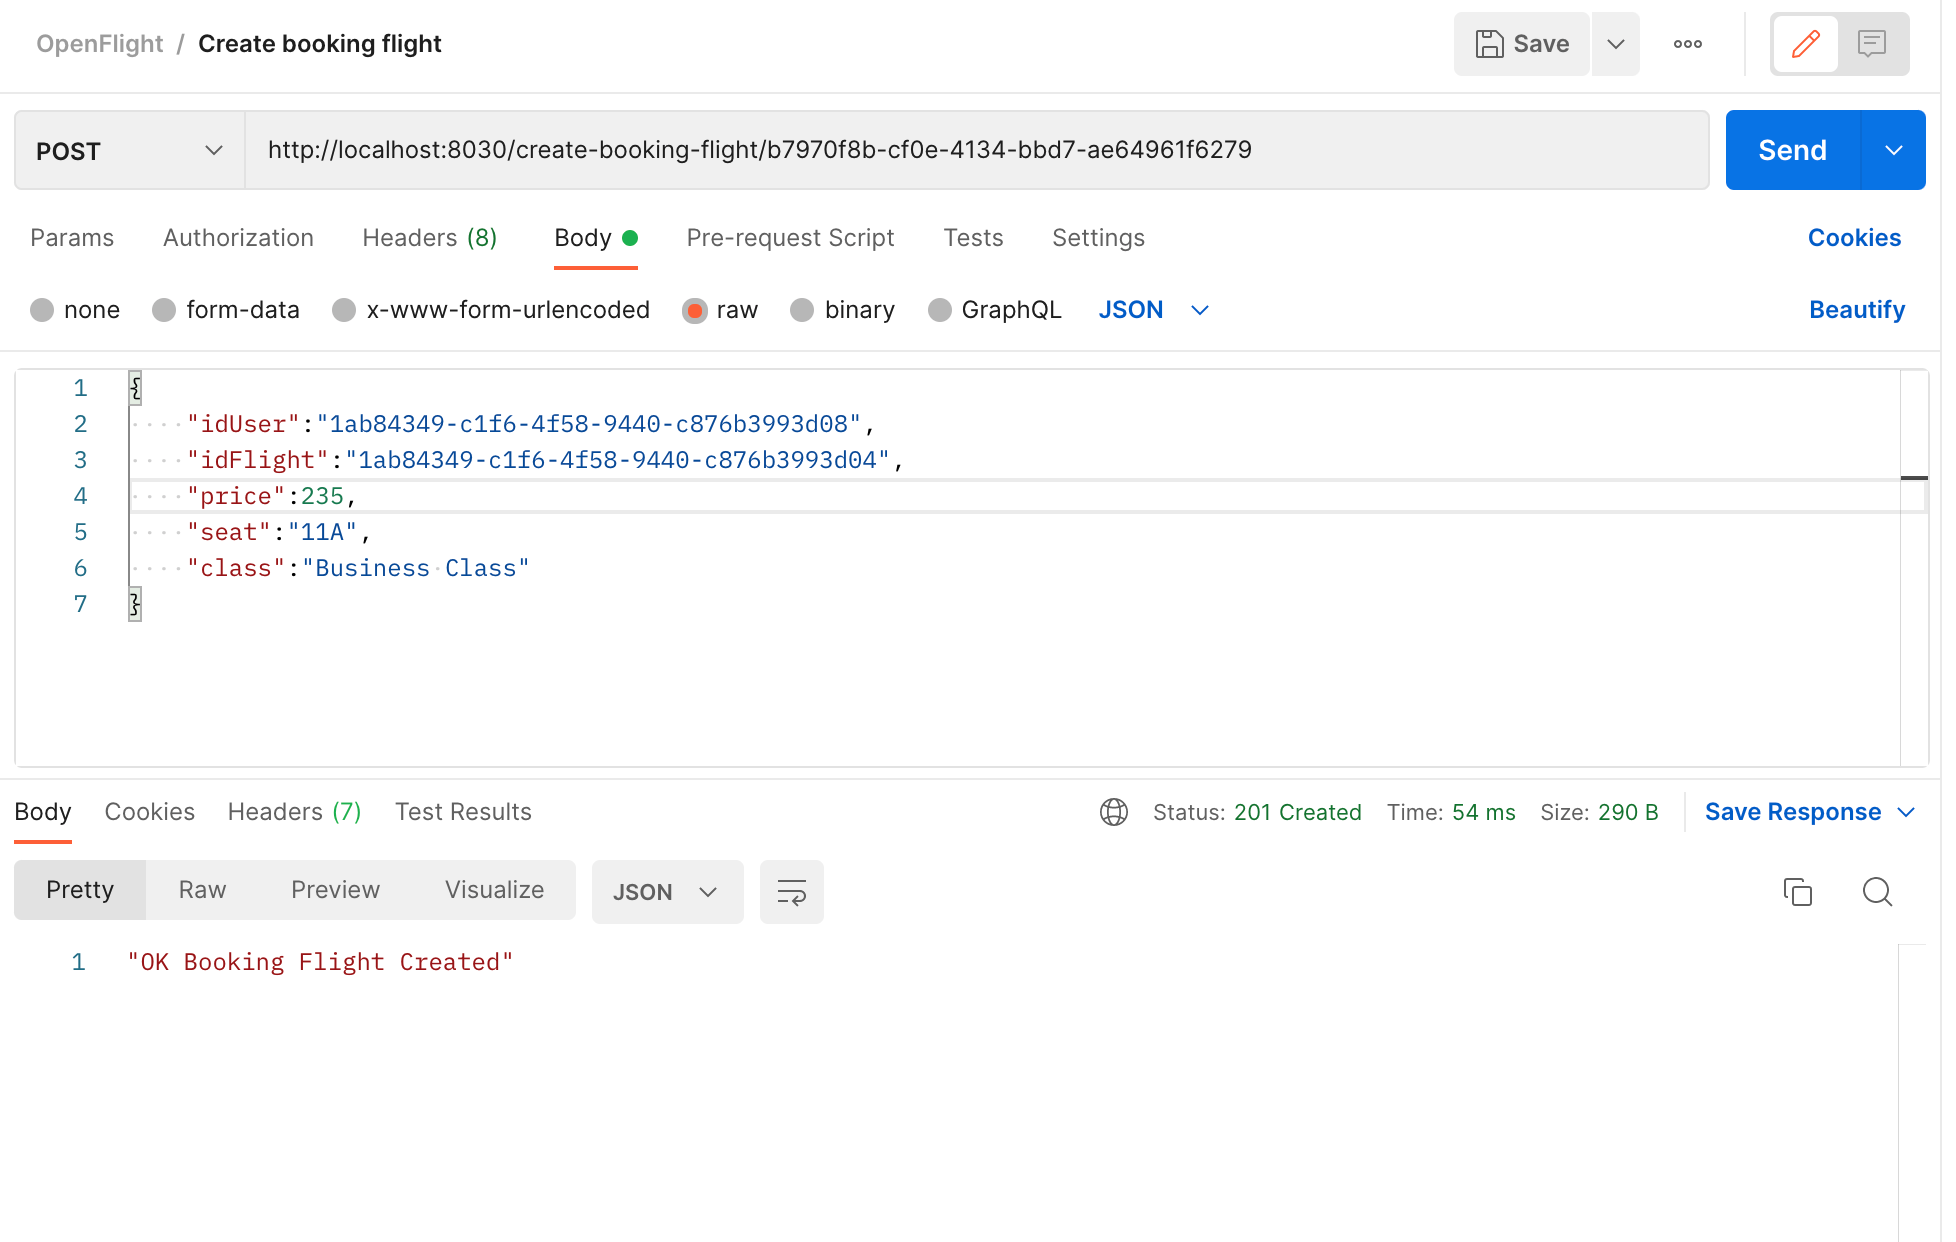 OpenFlight / Create booking flight
Save
POST
http://localhost:8030/create-booking-flight/b7970f8b-cf0e-4134-bbd7-ae64961f6279
Send
Params Authorization Headers (8) Body Pre-request Script Tests Settings Cookies
none form-data x-www-form-urlencoded raw binary GraphQL JSON Beautify
1 {
2 "idUser":"1ab84349-c1f6-4f58-9440-c876b3993d08",
3 "idFlight":"1ab84349-c1f6-4f58-9440-c876b3993d04",
4 "price":235,
5 "seat":"11A",
6 "class":"Business Class"
7 }
Body Cookies Headers (7) Test Results Status: 201 Created Time: 54 ms Size: 290 B Save Response
Pretty Raw Preview Visualize JSON
1 "OK Booking Flight Created"